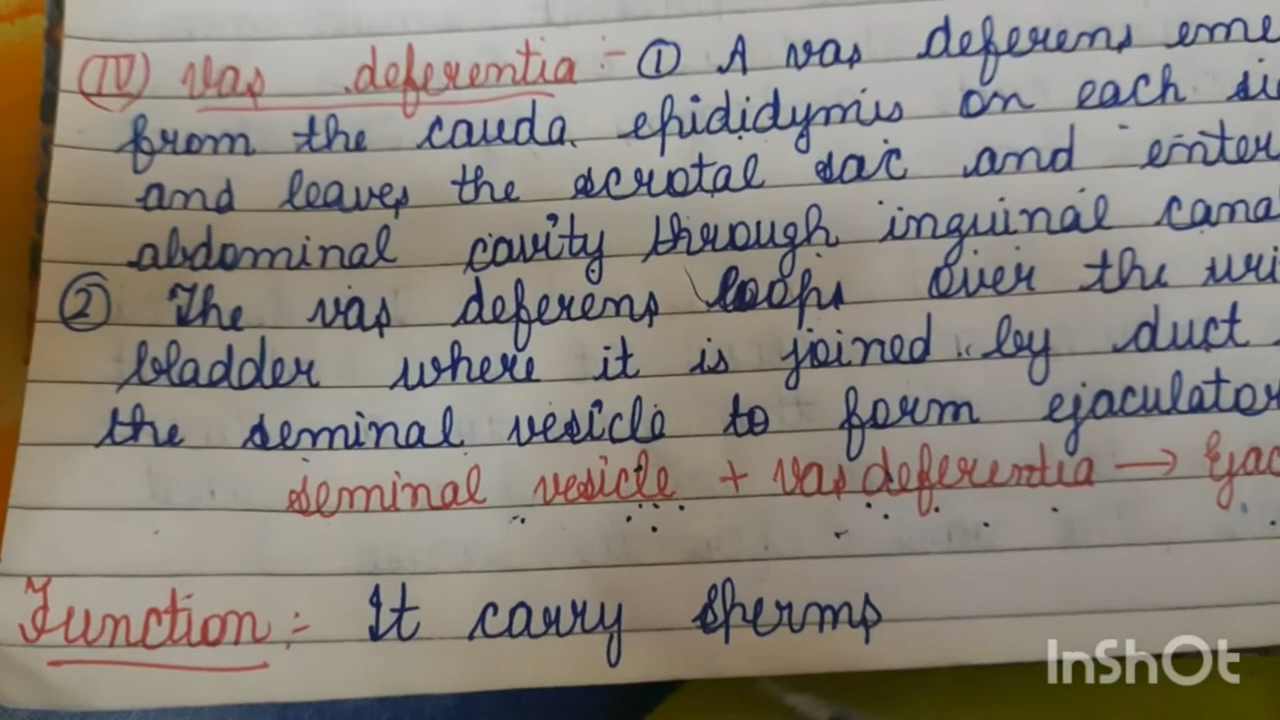 (IV) Vas deferentia :- ① A vas deferens eme
from the cauda epididymis on each si
and leaves the scrotal sac and enter
abdominal cavity through inguinal cana
② The vas deferens loops over the uri
bladder where it is joined by duct
the seminal vesicle to form ejaculator
seminal vesicle + Vas deferentia → Ejac
Function :- It carry sperms
InShOt